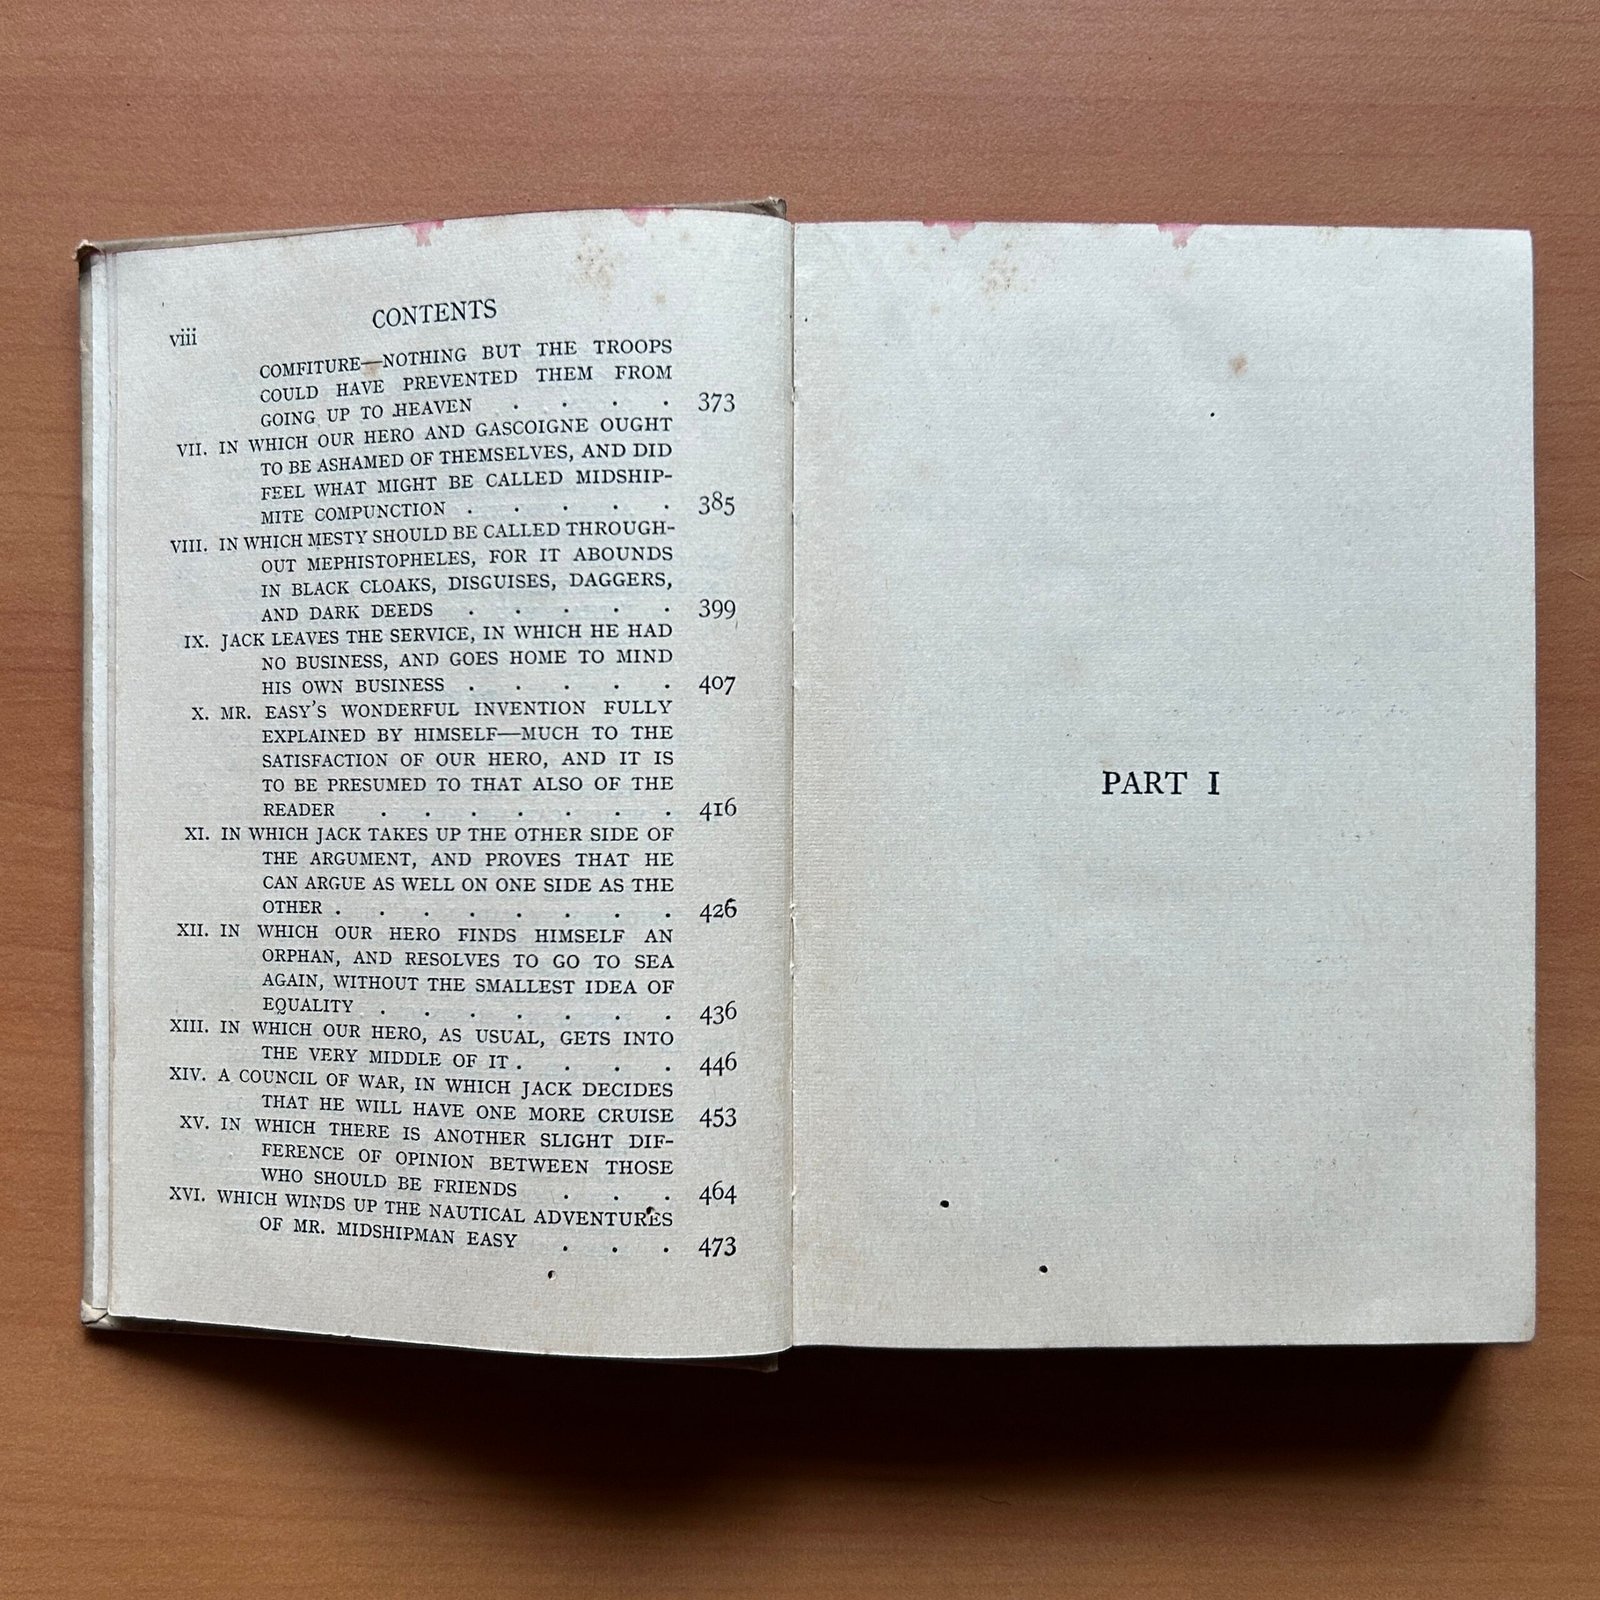 viii
CONTENTS
COMFITURE—NOTHING BUT THE TROOPS
COULD HAVE PREVENTED THEM FROM
GOING UP TO HEAVEN . . . . 373
VII. IN WHICH OUR HERO AND GASCOIGNE OUGHT
TO BE ASHAMED OF THEMSELVES, AND DID
FEEL WHAT MIGHT BE CALLED MIDSHIP-
MITE COMPUNCTION . . . . . 385
VIII. IN WHICH MESTY SHOULD BE CALLED THROUGH-
OUT MEPHISTOPHELES, FOR IT ABOUNDS
IN BLACK CLOAKS, DISGUISES, DAGGERS,
AND DARK DEEDS . . . . . 399
IX. JACK LEAVES THE SERVICE, IN WHICH HE HAD
NO BUSINESS, AND GOES HOME TO MIND
HIS OWN BUSINESS . . . . . 407
X. MR. EASY'S WONDERFUL INVENTION FULLY
EXPLAINED BY HIMSELF—MUCH TO THE
SATISFACTION OF OUR HERO, AND IT IS
TO BE PRESUMED TO THAT ALSO OF THE
READER . . . . . . . 416
XI. IN WHICH JACK TAKES UP THE OTHER SIDE OF
THE ARGUMENT, AND PROVES THAT HE
CAN ARGUE AS WELL ON ONE SIDE AS THE
OTHER . . . . . . . . 426
XII. IN WHICH OUR HERO FINDS HIMSELF AN
ORPHAN, AND RESOLVES TO GO TO SEA
AGAIN, WITHOUT THE SMALLEST IDEA OF
EQUALITY . . . . . . . 436
XIII. IN WHICH OUR HERO, AS USUAL, GETS INTO
THE VERY MIDDLE OF IT . . . . 446
XIV. A COUNCIL OF WAR, IN WHICH JACK DECIDES
THAT HE WILL HAVE ONE MORE CRUISE 453
XV. IN WHICH THERE IS ANOTHER SLIGHT DIF-
FERENCE OF OPINION BETWEEN THOSE
WHO SHOULD BE FRIENDS . . . 464
XVI. WHICH WINDS UP THE NAUTICAL ADVENTURES
OF MR. MIDSHIPMAN EASY . . . 473
PART I